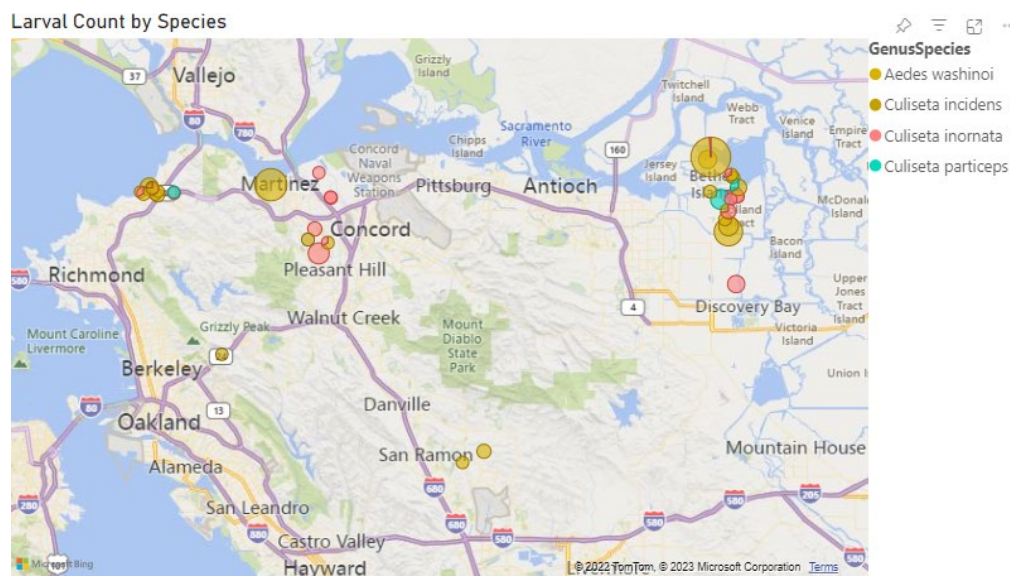 Larval Count by Species
GenusSpecies
Aedes washinoi
Culiseta incidens
Culiseta inornata
Culiseta particeps
37
Vallejo
Grizzly
Island
Twitchell
Island
Webb
Tract
Venice
Island
Empire
Tract
80
780
Sacramento
River
Chipps
Island
160
Concord
Naval
Weapons
Station
Jersey
Island
Martinez
Pittsburg
Antioch
McDonal
Island
Concord
Bacon
Island
Richmond
580
Pleasant Hill
Upper
Jones
Tract
Island
4
Discovery Bay
Victoria
Island
Mount Caroline
Livermore
Grizzly Peak
Walnut Creek
Mount
Diablo
State
Park
Berkeley
Union I
80
13
Danville
Oakland
Alameda
San Ramon
Mountain House
680
280
San Leandro
580
205
880
680
580
580
Castro Valley
Hayward
Microsoft Bing
© 2022 TomTom, © 2023 Microsoft Corporation Terms